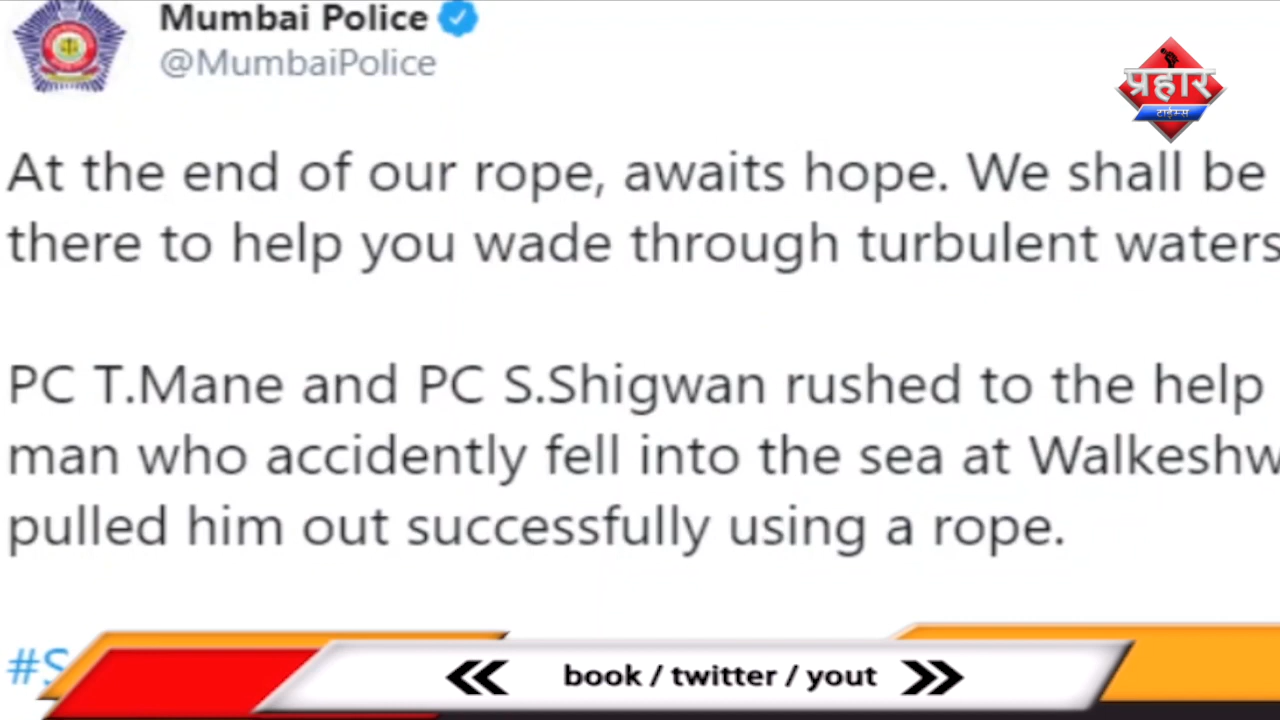 Mumbai Police
@MumbaiPolice
प्रहार
टाईम्स
At the end of our rope, awaits hope. We shall be
there to help you wade through turbulent waters
PC T.Mane and PC S.Shigwan rushed to the help
man who accidently fell into the sea at Walkeshw
pulled him out successfully using a rope.
#S
book / twitter / yout